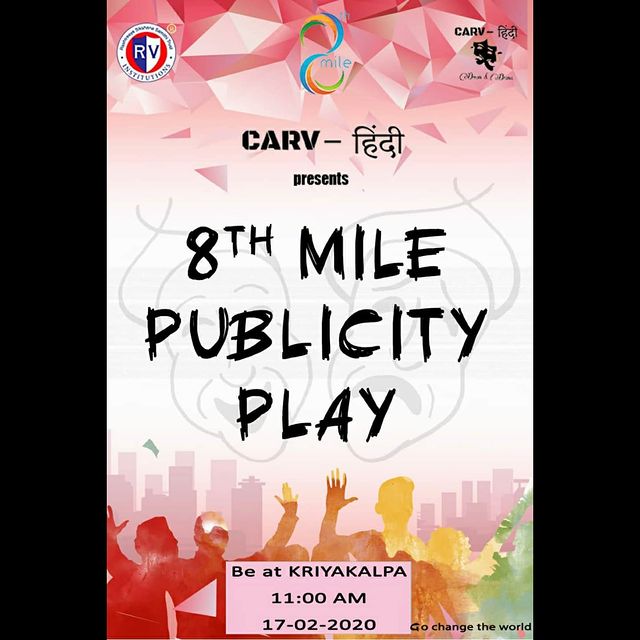 RV
INSTITUTIONS
8
mile
CARV – हिंदी
CARV – हिंदी
presents
8TH MILE
PUBLICITY
PLAY
Be at KRIYAKALPA
11:00 AM
17-02-2020
Go change the world